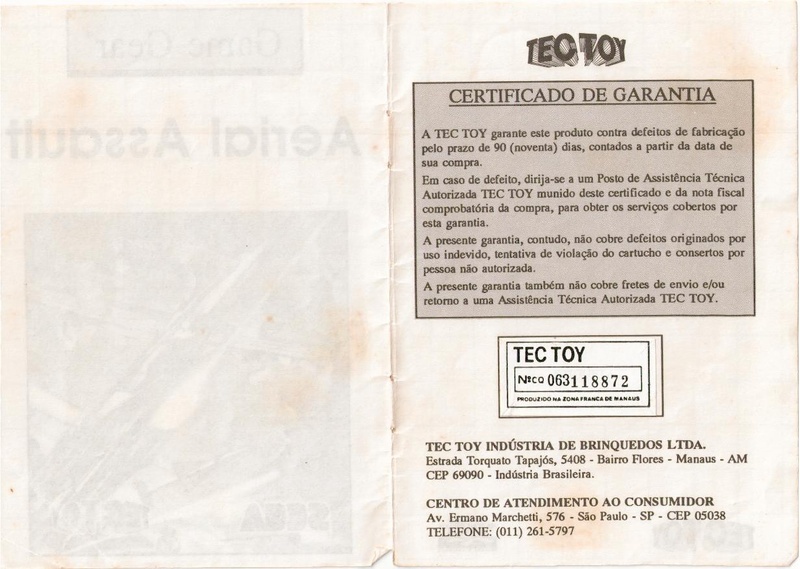 Game Gear
Aerial Assault
SEGA
TEC TOY
TEC TOY
CERTIFICADO DE GARANTIA
A TEC TOY garante este produto contra defeitos de fabricação
pelo prazo de 90 (noventa) dias, contados a partir da data de
sua compra.
Em caso de defeito, dirija-se a um Posto de Assistência Técnica
Autorizada TEC TOY munido deste certificado e da nota fiscal
comprobatória da compra, para obter os serviços cobertos por
esta garantia.
A presente garantia, contudo, não cobre defeitos originados por
uso indevido, tentativa de violação do cartucho e consertos por
pessoa não autorizada.
A presente garantia também não cobre fretes de envio e/ou
retorno a uma Assistência Técnica Autorizada TEC TOY.
TEC TOY
Nº CQ 063118872
PRODUZIDO NA ZONA FRANCA DE MANAUS
TEC TOY INDÚSTRIA DE BRINQUEDOS LTDA.
Estrada Torquato Tapajós, 5408 - Bairro Flores - Manaus - AM
CEP 69090 - Indústria Brasileira.
CENTRO DE ATENDIMENTO AO CONSUMIDOR
Av. Ermano Marchetti, 576 - São Paulo - SP - CEP 05038
TELEFONE: (011) 261-5797